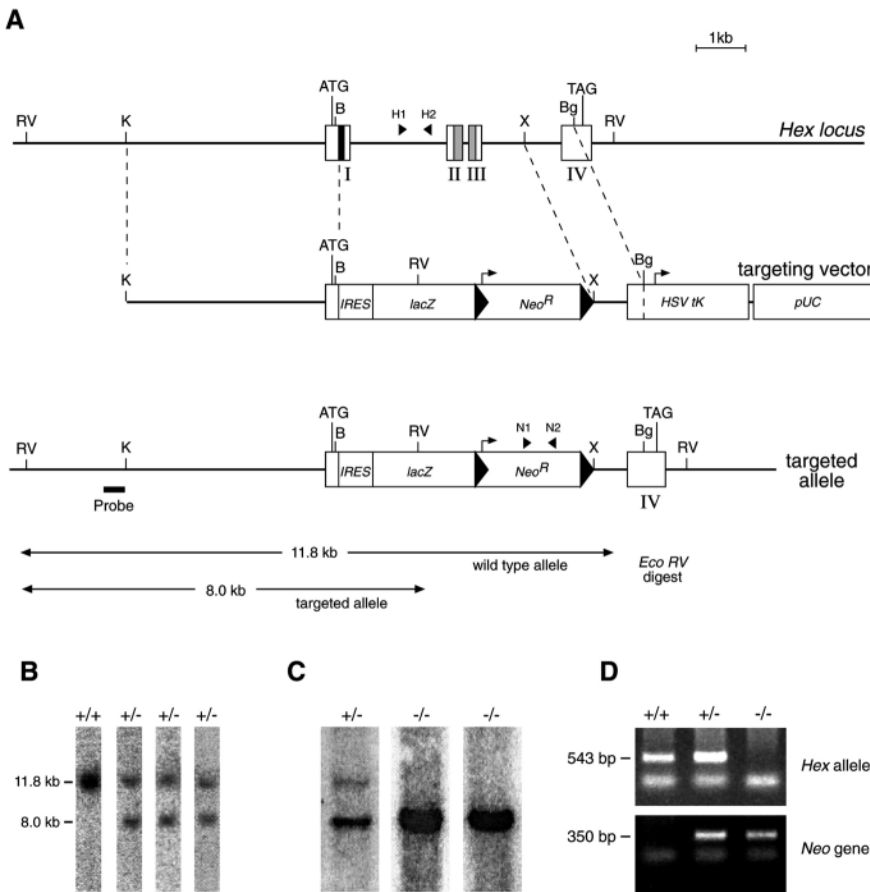 A
1kb
ATG
TAG
RV K B H1 H2 X Bg RV Hex locus
I II III IV
ATG
K B RV X Bg targeting vector
IRES lacZ Neo^R HSV tK pUC
ATG TAG
RV K B RV N1 N2 X Bg RV targeted
IRES lacZ Neo^R allele
Probe IV
11.8 kb
wild type allele Eco RV
8.0 kb digest
targeted allele
B
+/+ +/- +/- +/-
11.8 kb
8.0 kb
C
+/- -/- -/-
D
+/+ +/- -/-
543 bp Hex allele
350 bp Neo gene